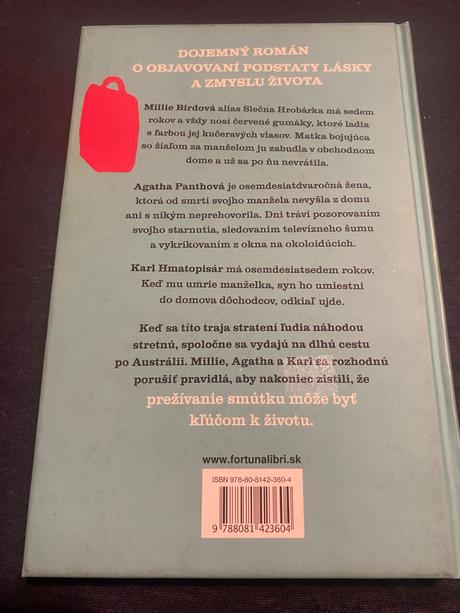 DOJEMNÝ ROMÁN
O OBJAVOVANÍ PODSTATY LÁSKY
A ZMYSLU ŽIVOTA
Millie Birdová alias Slečna Hrobárka má sedem
rokov a vždy nosí červené gumáky, ktoré ladia
s farbou jej kučeravých vlasov. Matka bojujúca
so žiaľom za manželom ju zabudla v obchodnom
dome a už sa po ňu nevrátila.
Agatha Panthová je osemdesiatdvaročná žena,
ktorá od smrti svojho manžela nevyšla z domu
ani s nikým neprehovorila. Dni trávi pozorovaním
svojho starnutia, sledovaním televízneho šumu
a vykrikovaním z okna na okoloidúcich.
Karl Hmatopisár má osemdesiatsedem rokov.
Keď mu umrie manželka, syn ho umiestni
do domova dôchodcov, odkiaľ ujde.
Keď sa títo traja stratení ľudia náhodou
stretnú, spoločne sa vydajú na dlhú cestu
po Austrálii. Millie, Agatha a Karl sa rozhodnú
porušiť pravidlá, aby nakoniec zistili, že
prežívanie smútku môže byť
kľúčom k životu.
www.fortunalibri.sk
ISBN 978-80-8142-360-4
9 788081 423604